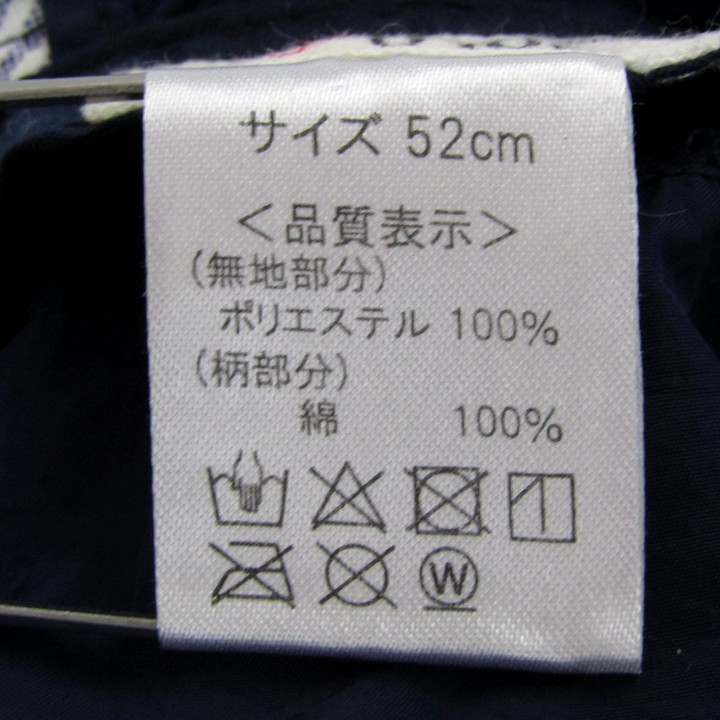 サイズ 52cm
＜品質表示＞
(無地部分)
ポリエステル 100%
(柄部分)
綿 100%
W